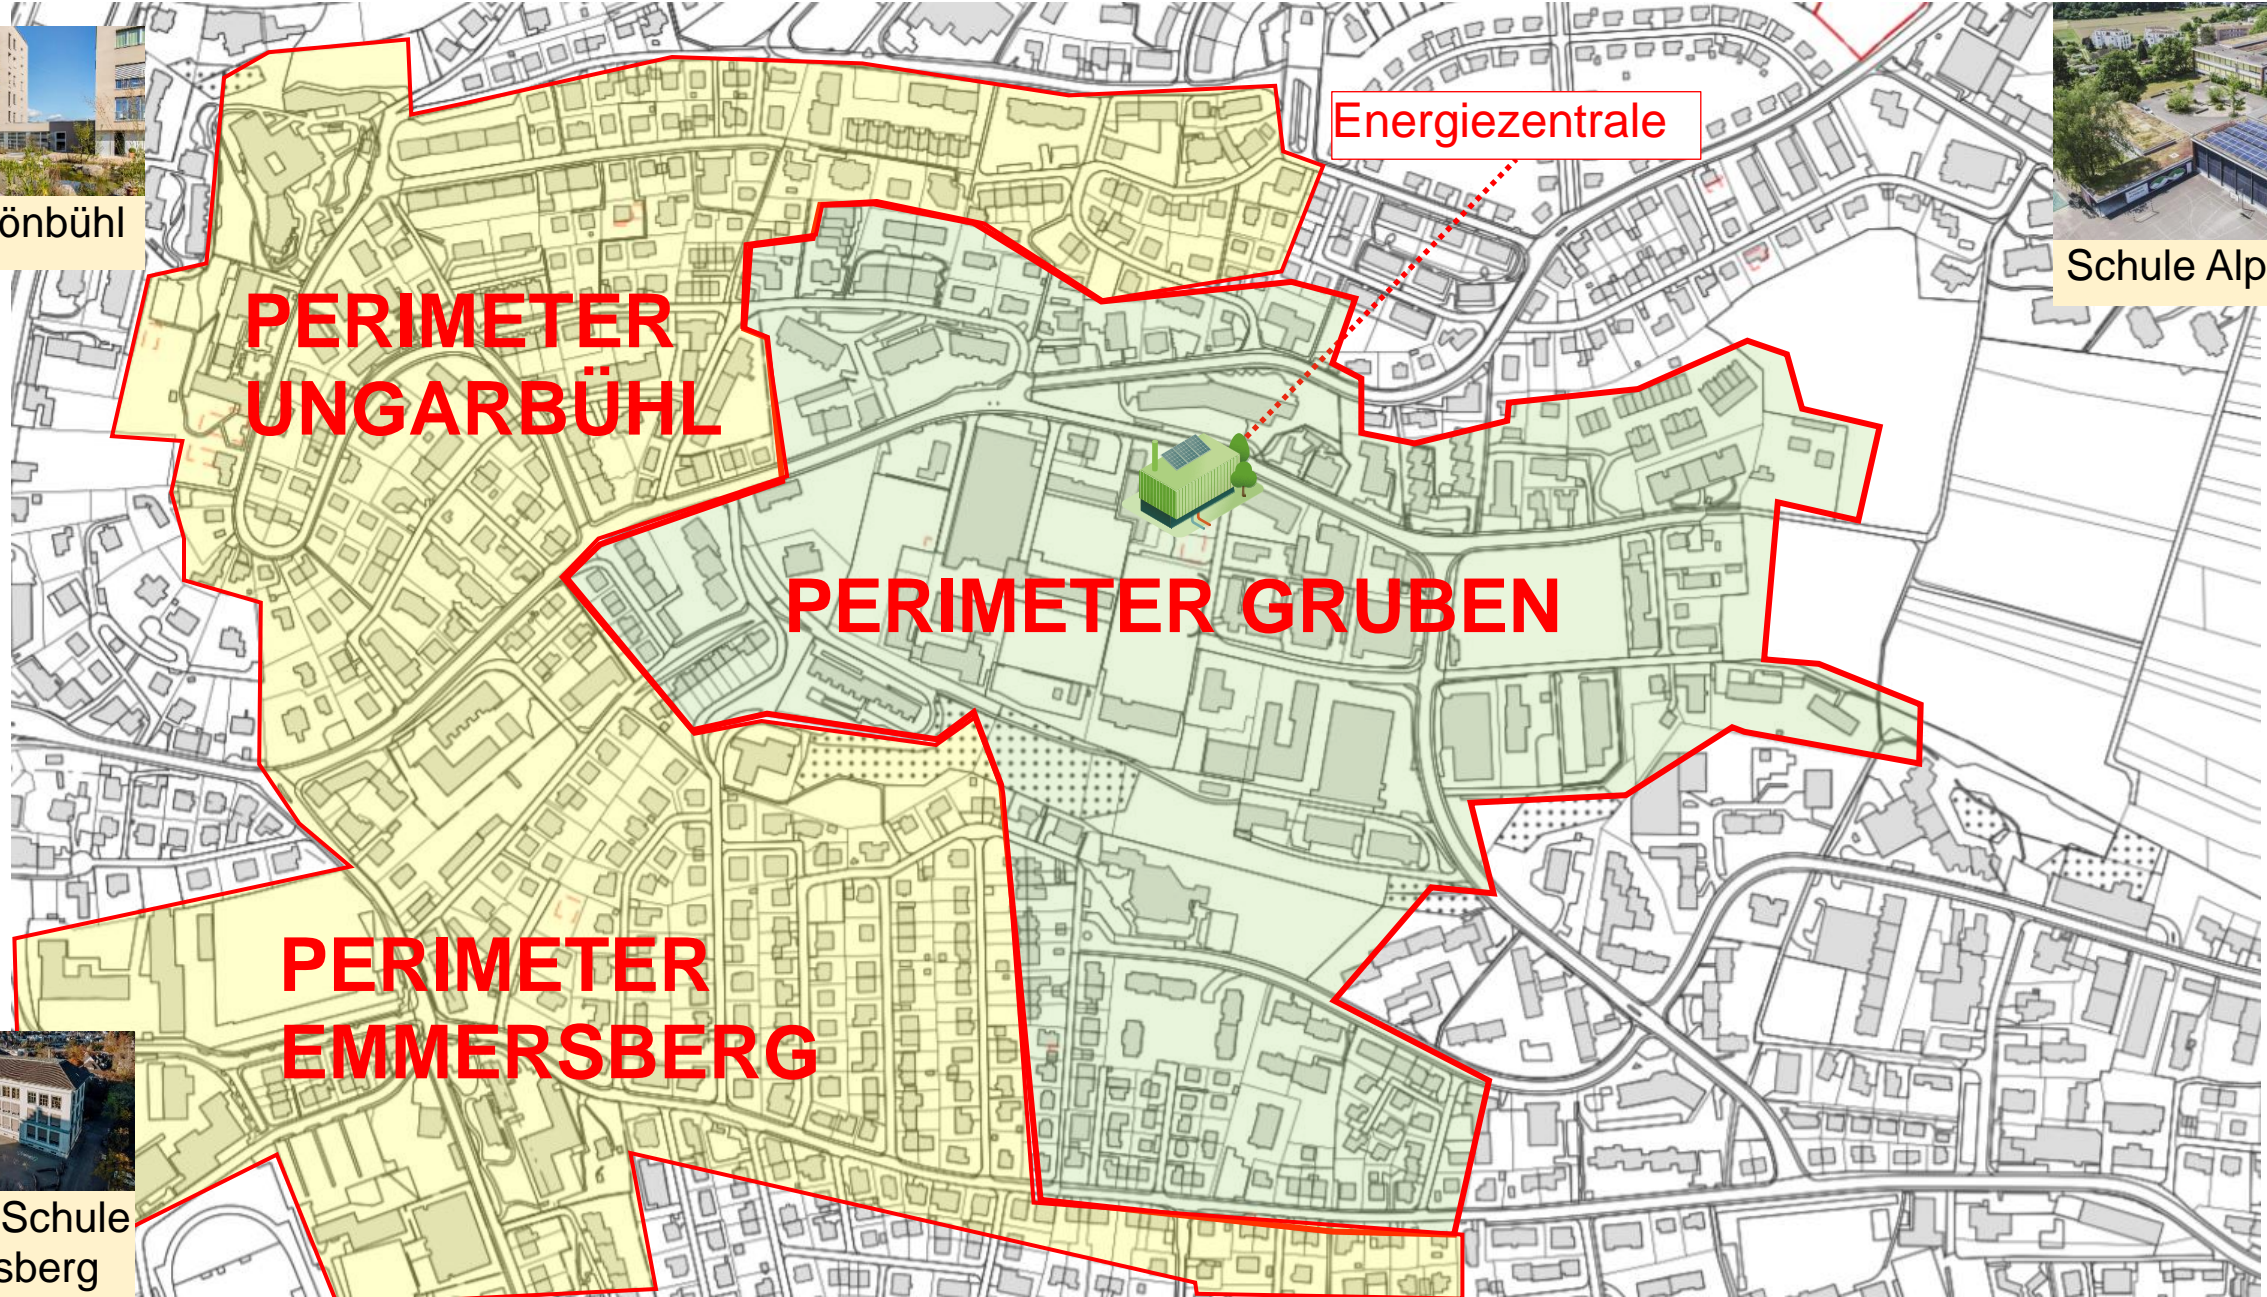 Energiezentrale
önbühl
Schule Alp
PERIMETER
UNGARBÜHL
PERIMETER GRUBEN
PERIMETER
EMMERSBERG
Schule
sberg